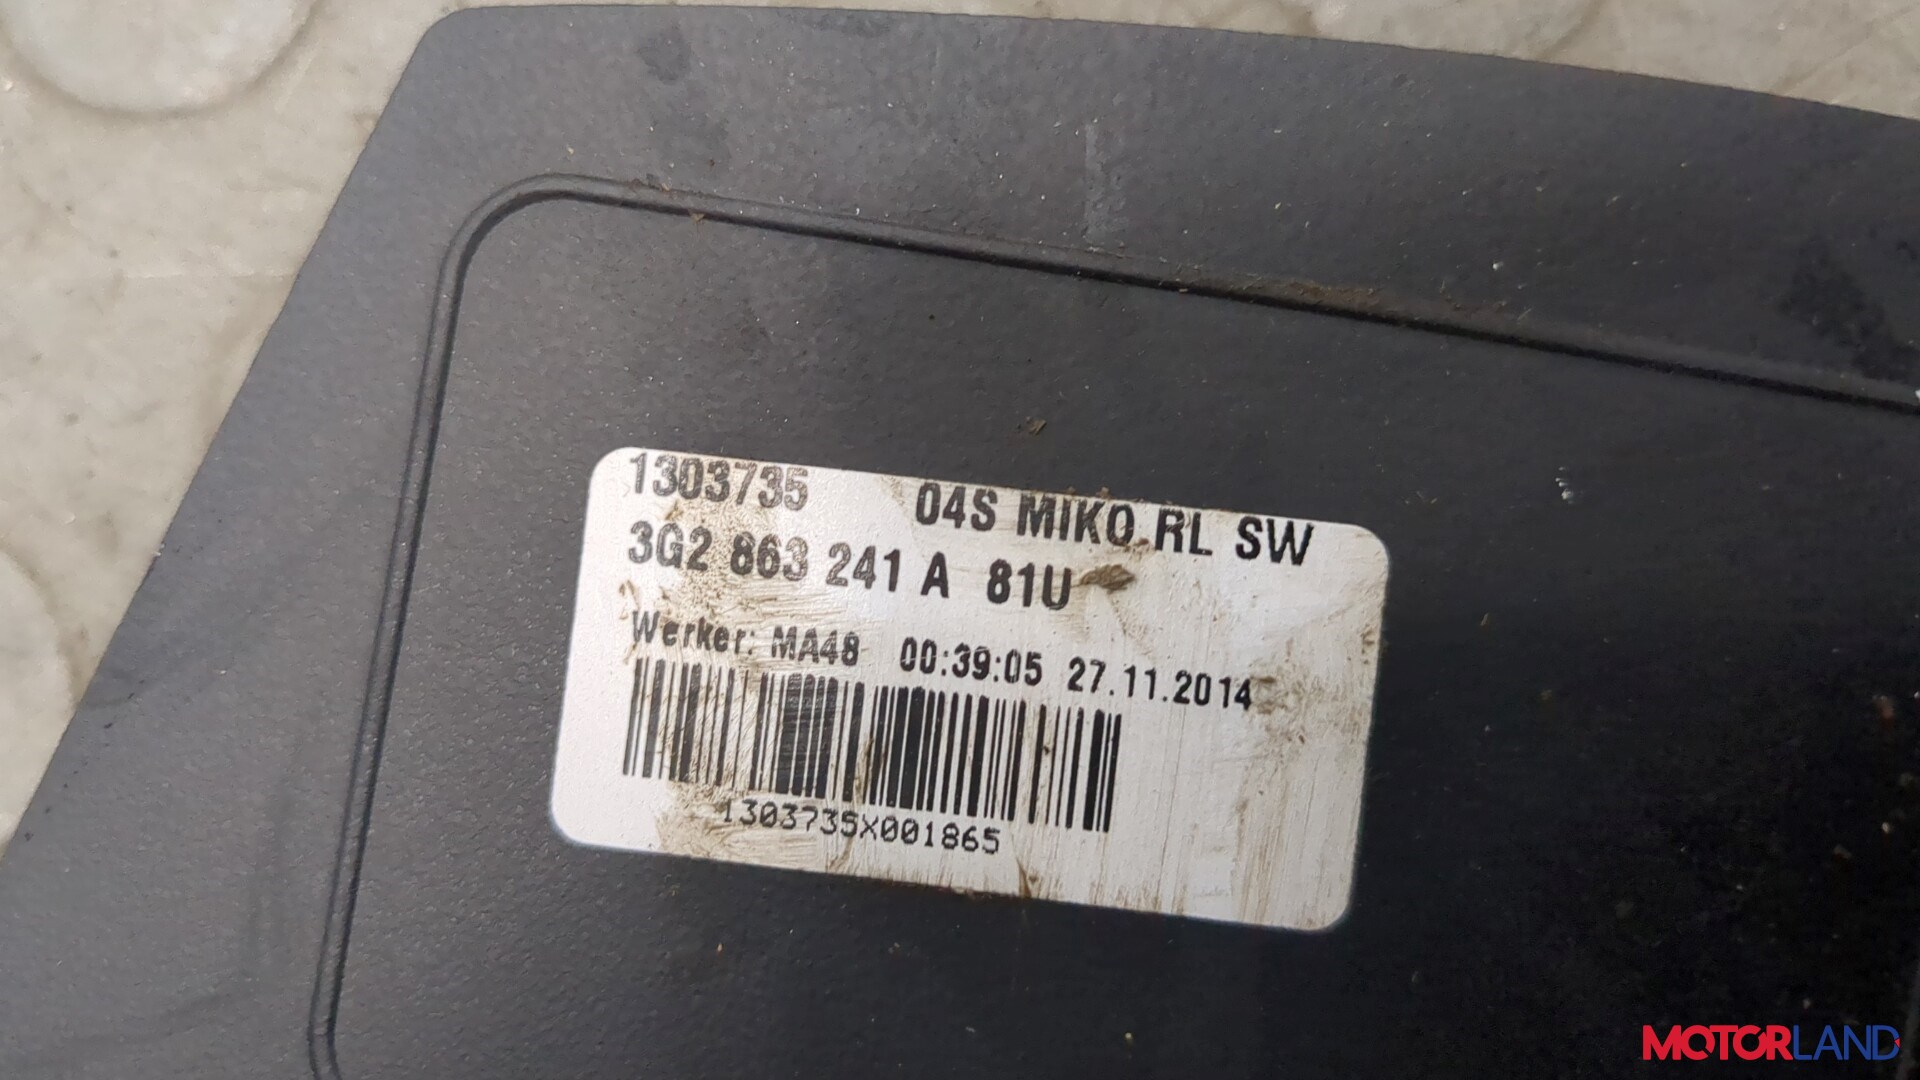 1303735 04S MIKO RL SW
3G2 863 241 A 81U
Werker: MA48 00:39:05 27.11.2014
1303735X001865
MOTORLAND